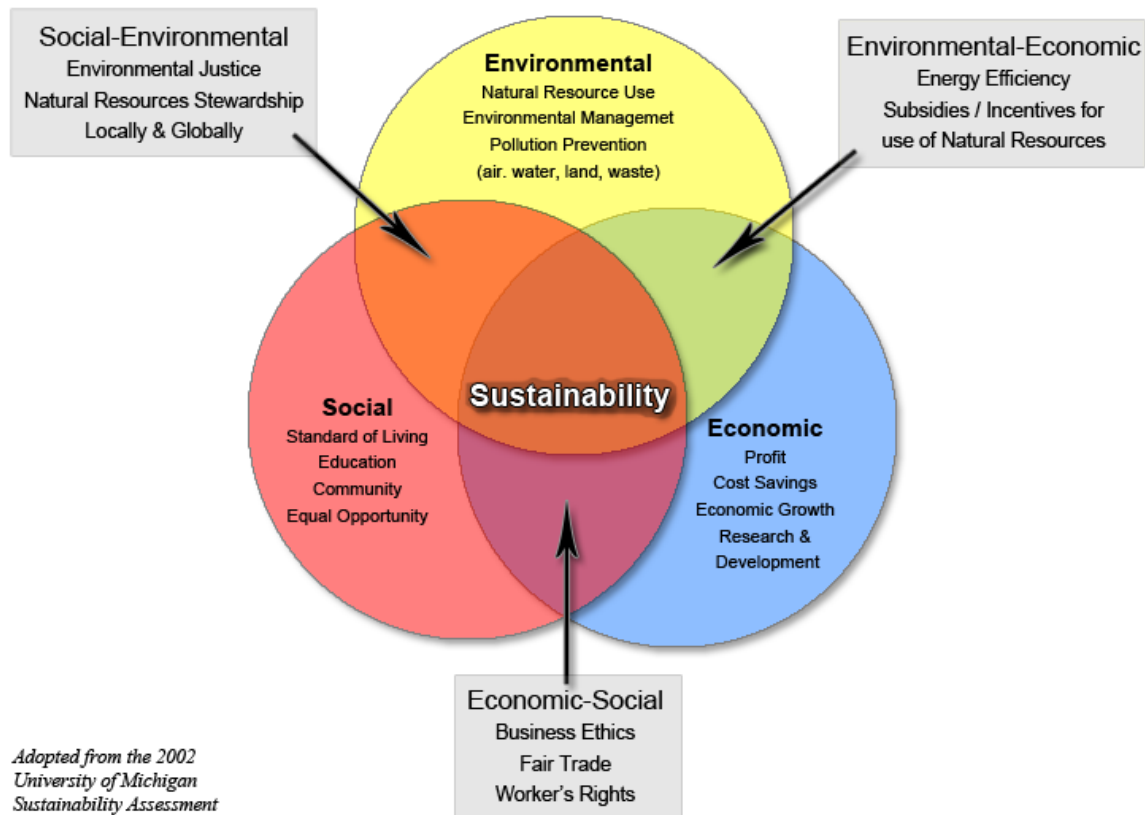 Social-Environmental
Environmental Justice
Natural Resources Stewardship
Locally & Globally
Environmental
Natural Resource Use
Environmental Managemet
Pollution Prevention
(air. water, land, waste)
Environmental-Economic
Energy Efficiency
Subsidies / Incentives for
use of Natural Resources
Sustainability
Social
Standard of Living
Education
Community
Equal Opportunity
Economic
Profit
Cost Savings
Economic Growth
Research &
Development
Economic-Social
Business Ethics
Fair Trade
Worker's Rights
Adopted from the 2002
University of Michigan
Sustainability Assessment